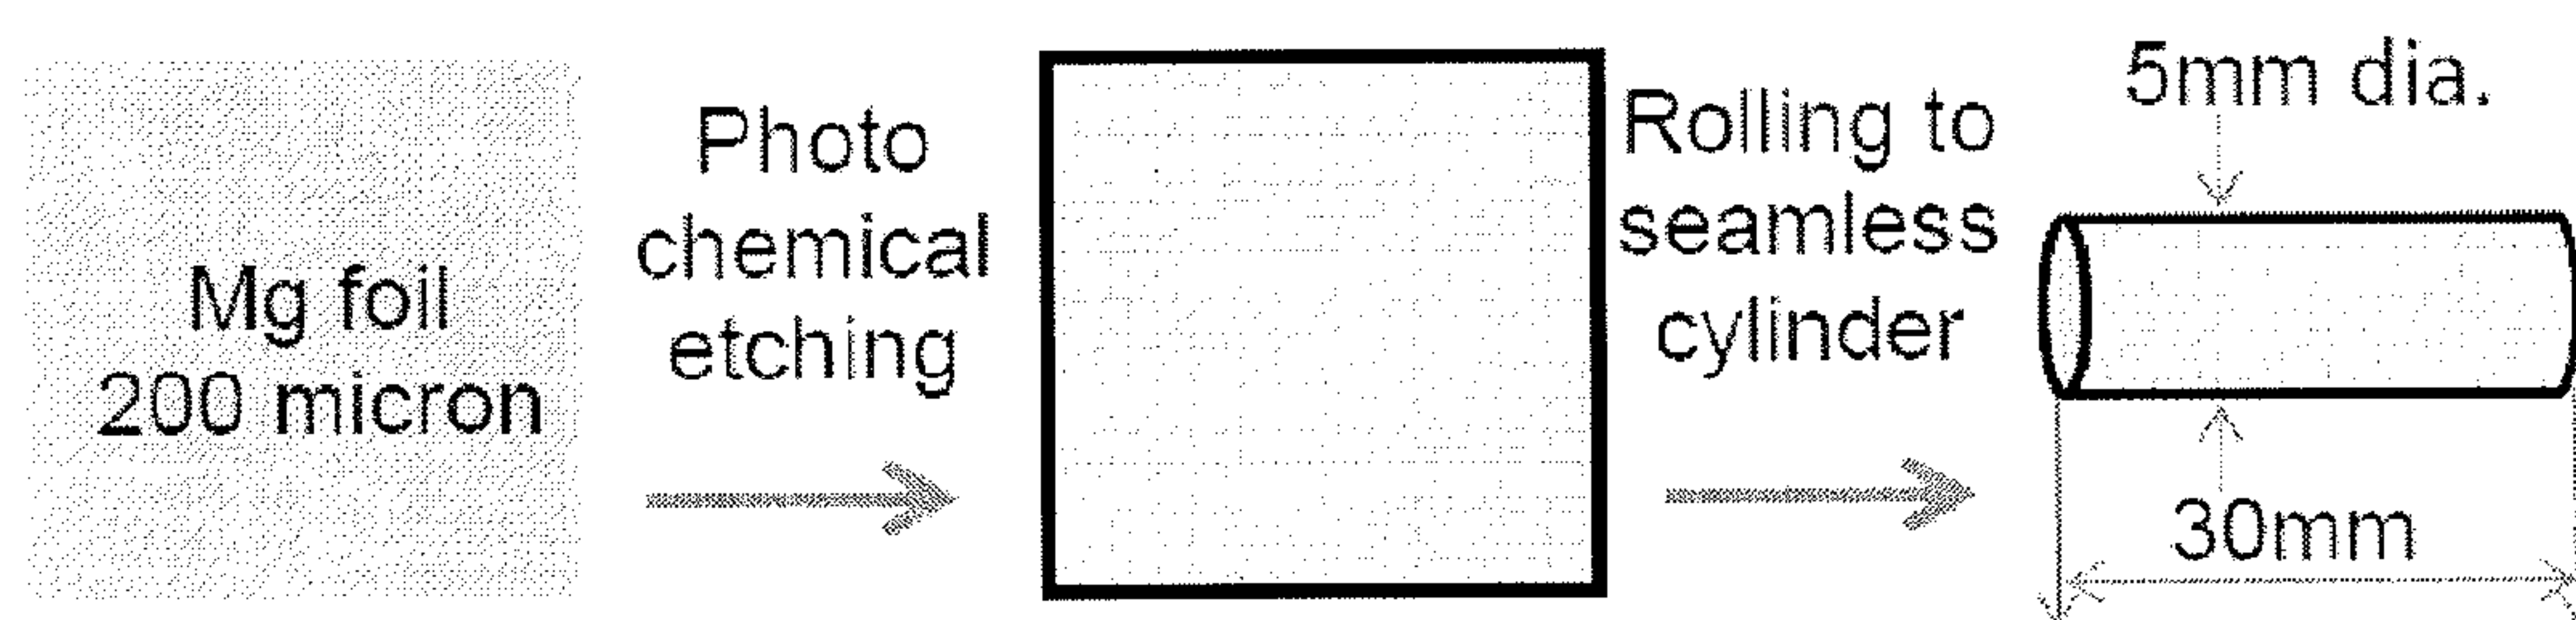 Mg foil
200 micron
Photo
chemical
etching
Rolling to
seamless
cylinder
5mm dia.
30mm